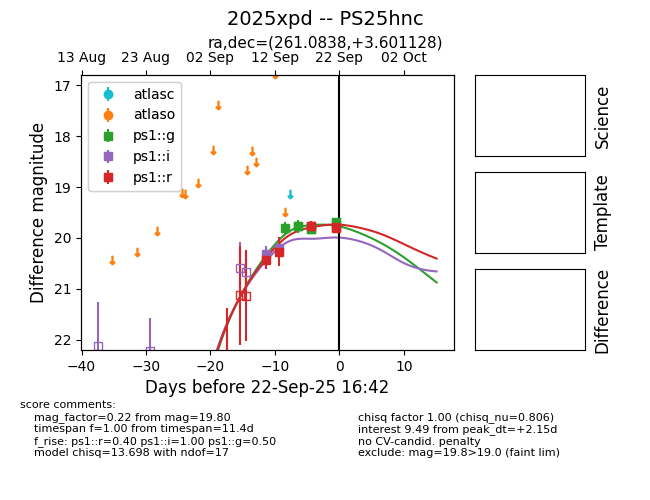 2025xpd -- PS25hnc
ra,dec=(261.0838,+3.601128)
13 Aug 23 Aug 02 Sep 12 Sep 22 Sep 02 Oct
atlasc
atlaso
ps1::g
ps1::i
ps1::r
Difference magnitude
17
18
19
20
21
22
−40 −30 −20 −10 0 10
Days before 22-Sep-25 16:42
Science
Template
Difference
score comments:
mag_factor=0.22 from mag=19.80
timespan f=1.00 from timespan=11.4d
f_rise: ps1::r=0.40 ps1::i=1.00 ps1::g=0.50
model chisq=13.698 with ndof=17
chisq factor 1.00 (chisq_nu=0.806)
interest 9.49 from peak_dt=+2.15d
no CV-candid. penalty
exclude: mag=19.8>19.0 (faint lim)